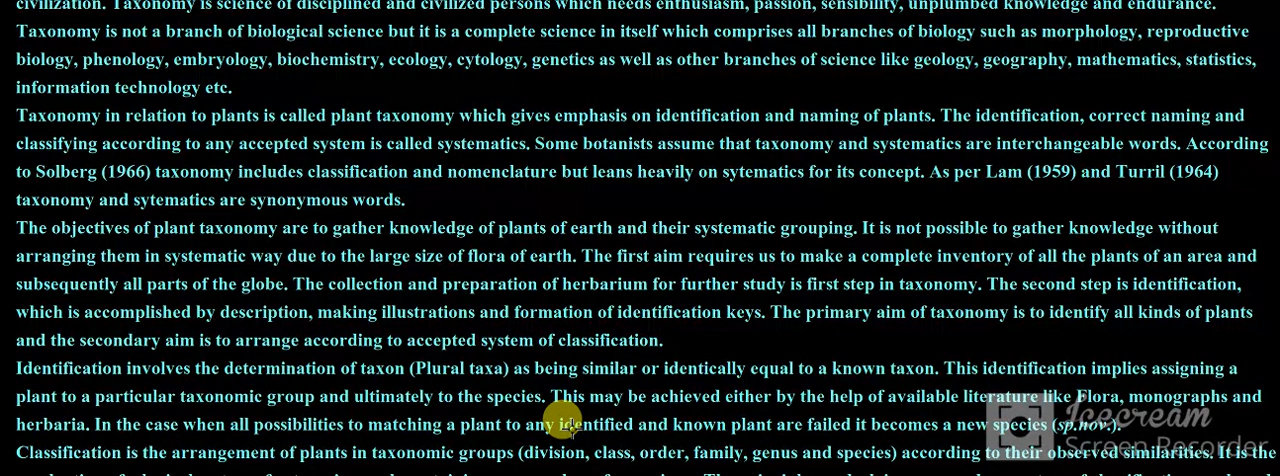 civilization. Taxonomy is science of disciplined and civilized persons which needs enthusiasm, passion, sensibility, unplumbed knowledge and endurance.
Taxonomy is not a branch of biological science but it is a complete science in itself which comprises all branches of biology such as morphology, reproductive
biology, phenology, embryology, biochemistry, ecology, cytology, genetics as well as other branches of science like geology, geography, mathematics, statistics,
information technology etc.
Taxonomy in relation to plants is called plant taxonomy which gives emphasis on identification and naming of plants. The identification, correct naming and
classifying according to any accepted system is called systematics. Some botanists assume that taxonomy and systematics are interchangeable words. According
to Solberg (1966) taxonomy includes classification and nomenclature but leans heavily on sytematics for its concept. As per Lam (1959) and Turril (1964)
taxonomy and sytematics are synonymous words.
The objectives of plant taxonomy are to gather knowledge of plants of earth and their systematic grouping. It is not possible to gather knowledge without
arranging them in systematic way due to the large size of flora of earth. The first aim requires us to make a complete inventory of all the plants of an area and
subsequently all parts of the globe. The collection and preparation of herbarium for further study is first step in taxonomy. The second step is identification,
which is accomplished by description, making illustrations and formation of identification keys. The primary aim of taxonomy is to identify all kinds of plants
and the secondary aim is to arrange according to accepted system of classification.
Identification involves the determination of taxon (Plural taxa) as being similar or identically equal to a known taxon. This identification implies assigning a
plant to a particular taxonomic group and ultimately to the species. This may be achieved either by the help of available literature like Flora, monographs and
herbaria. In the case when all possibilities to matching a plant to any identified and known plant are failed it becomes a new species (sp.nov.).
Classification is the arrangement of plants in taxonomic groups (division, class, order, family, genus and species) according to their observed similarities. It is the
Icecream
Screen Recorder